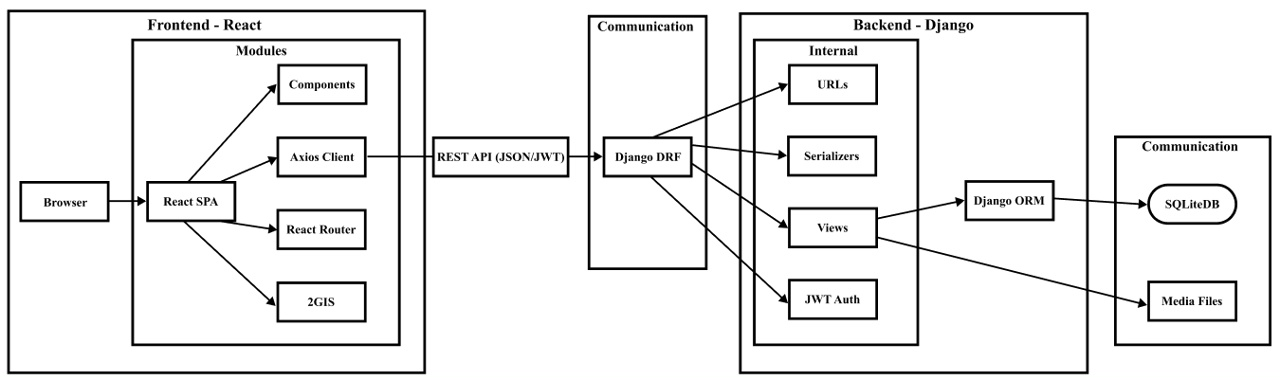 Frontend - React
Modules
Components
Axios Client
Browser
React SPA
React Router
2GIS
REST API (JSON/JWT)
Communication
Django DRF
Backend - Django
Internal
URLs
Serializers
Views
JWT Auth
Django ORM
Communication
SQLiteDB
Media Files